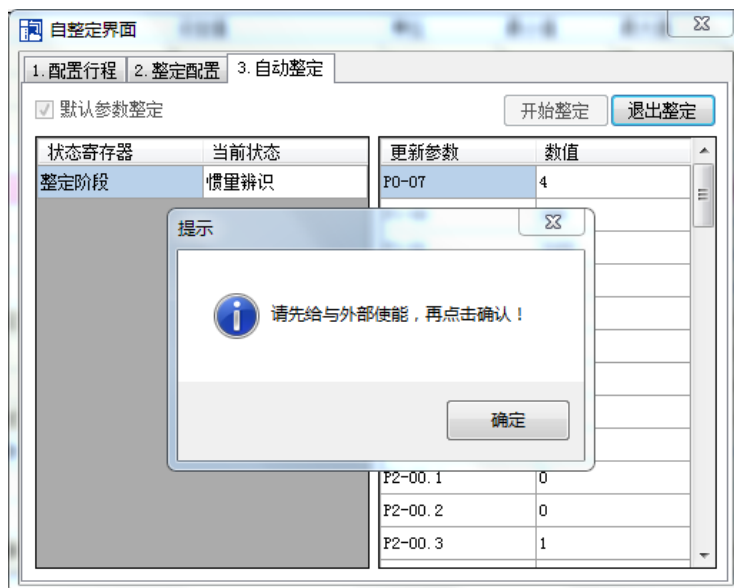 自整定界面
1.配置行程 2.整定配置 3.自动整定
默认参数整定 开始整定 退出整定
状态寄存器 当前状态 更新参数 数值
整定阶段 惯量辨识 P0-07 4
提示
请先给与外部使能，再点击确认！
确定
P2-00.1 0
P2-00.2 0
P2-00.3 1